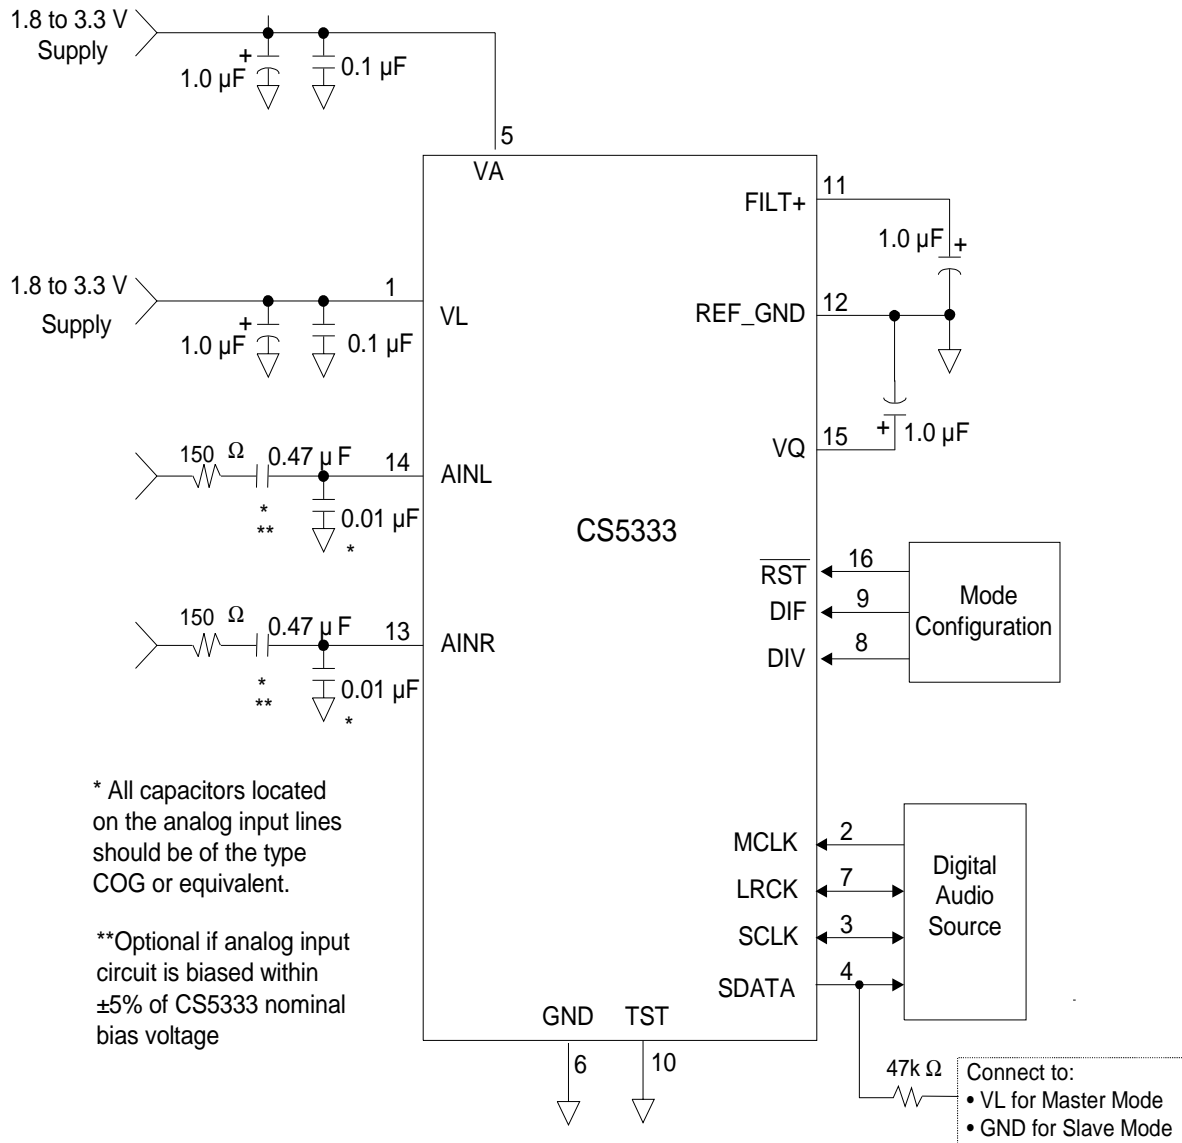 1.8 to 3.3 V
Supply
+
1.0 µF
0.1 µF
5
VA
1.8 to 3.3 V
Supply
+
1.0 µF
0.1 µF
1
VL
150 Ω
0.47 µ F
*
**
0.01 µF
*
14
AINL
150 Ω
0.47 µ F
*
**
0.01 µF
*
13
AINR
CS5333
FILT+
11
1.0 µF
+
REF_GND
12
VQ
15
+
1.0 µF
RST
16
DIF
9
DIV
8
Mode
Configuration
MCLK
2
LRCK
7
SCLK
3
SDATA
4
Digital
Audio
Source
GND
6
TST
10
47k Ω
Connect to:
• VL for Master Mode
• GND for Slave Mode
* All capacitors located
on the analog input lines
should be of the type
COG or equivalent.
**Optional if analog input
circuit is biased within
±5% of CS5333 nominal
bias voltage